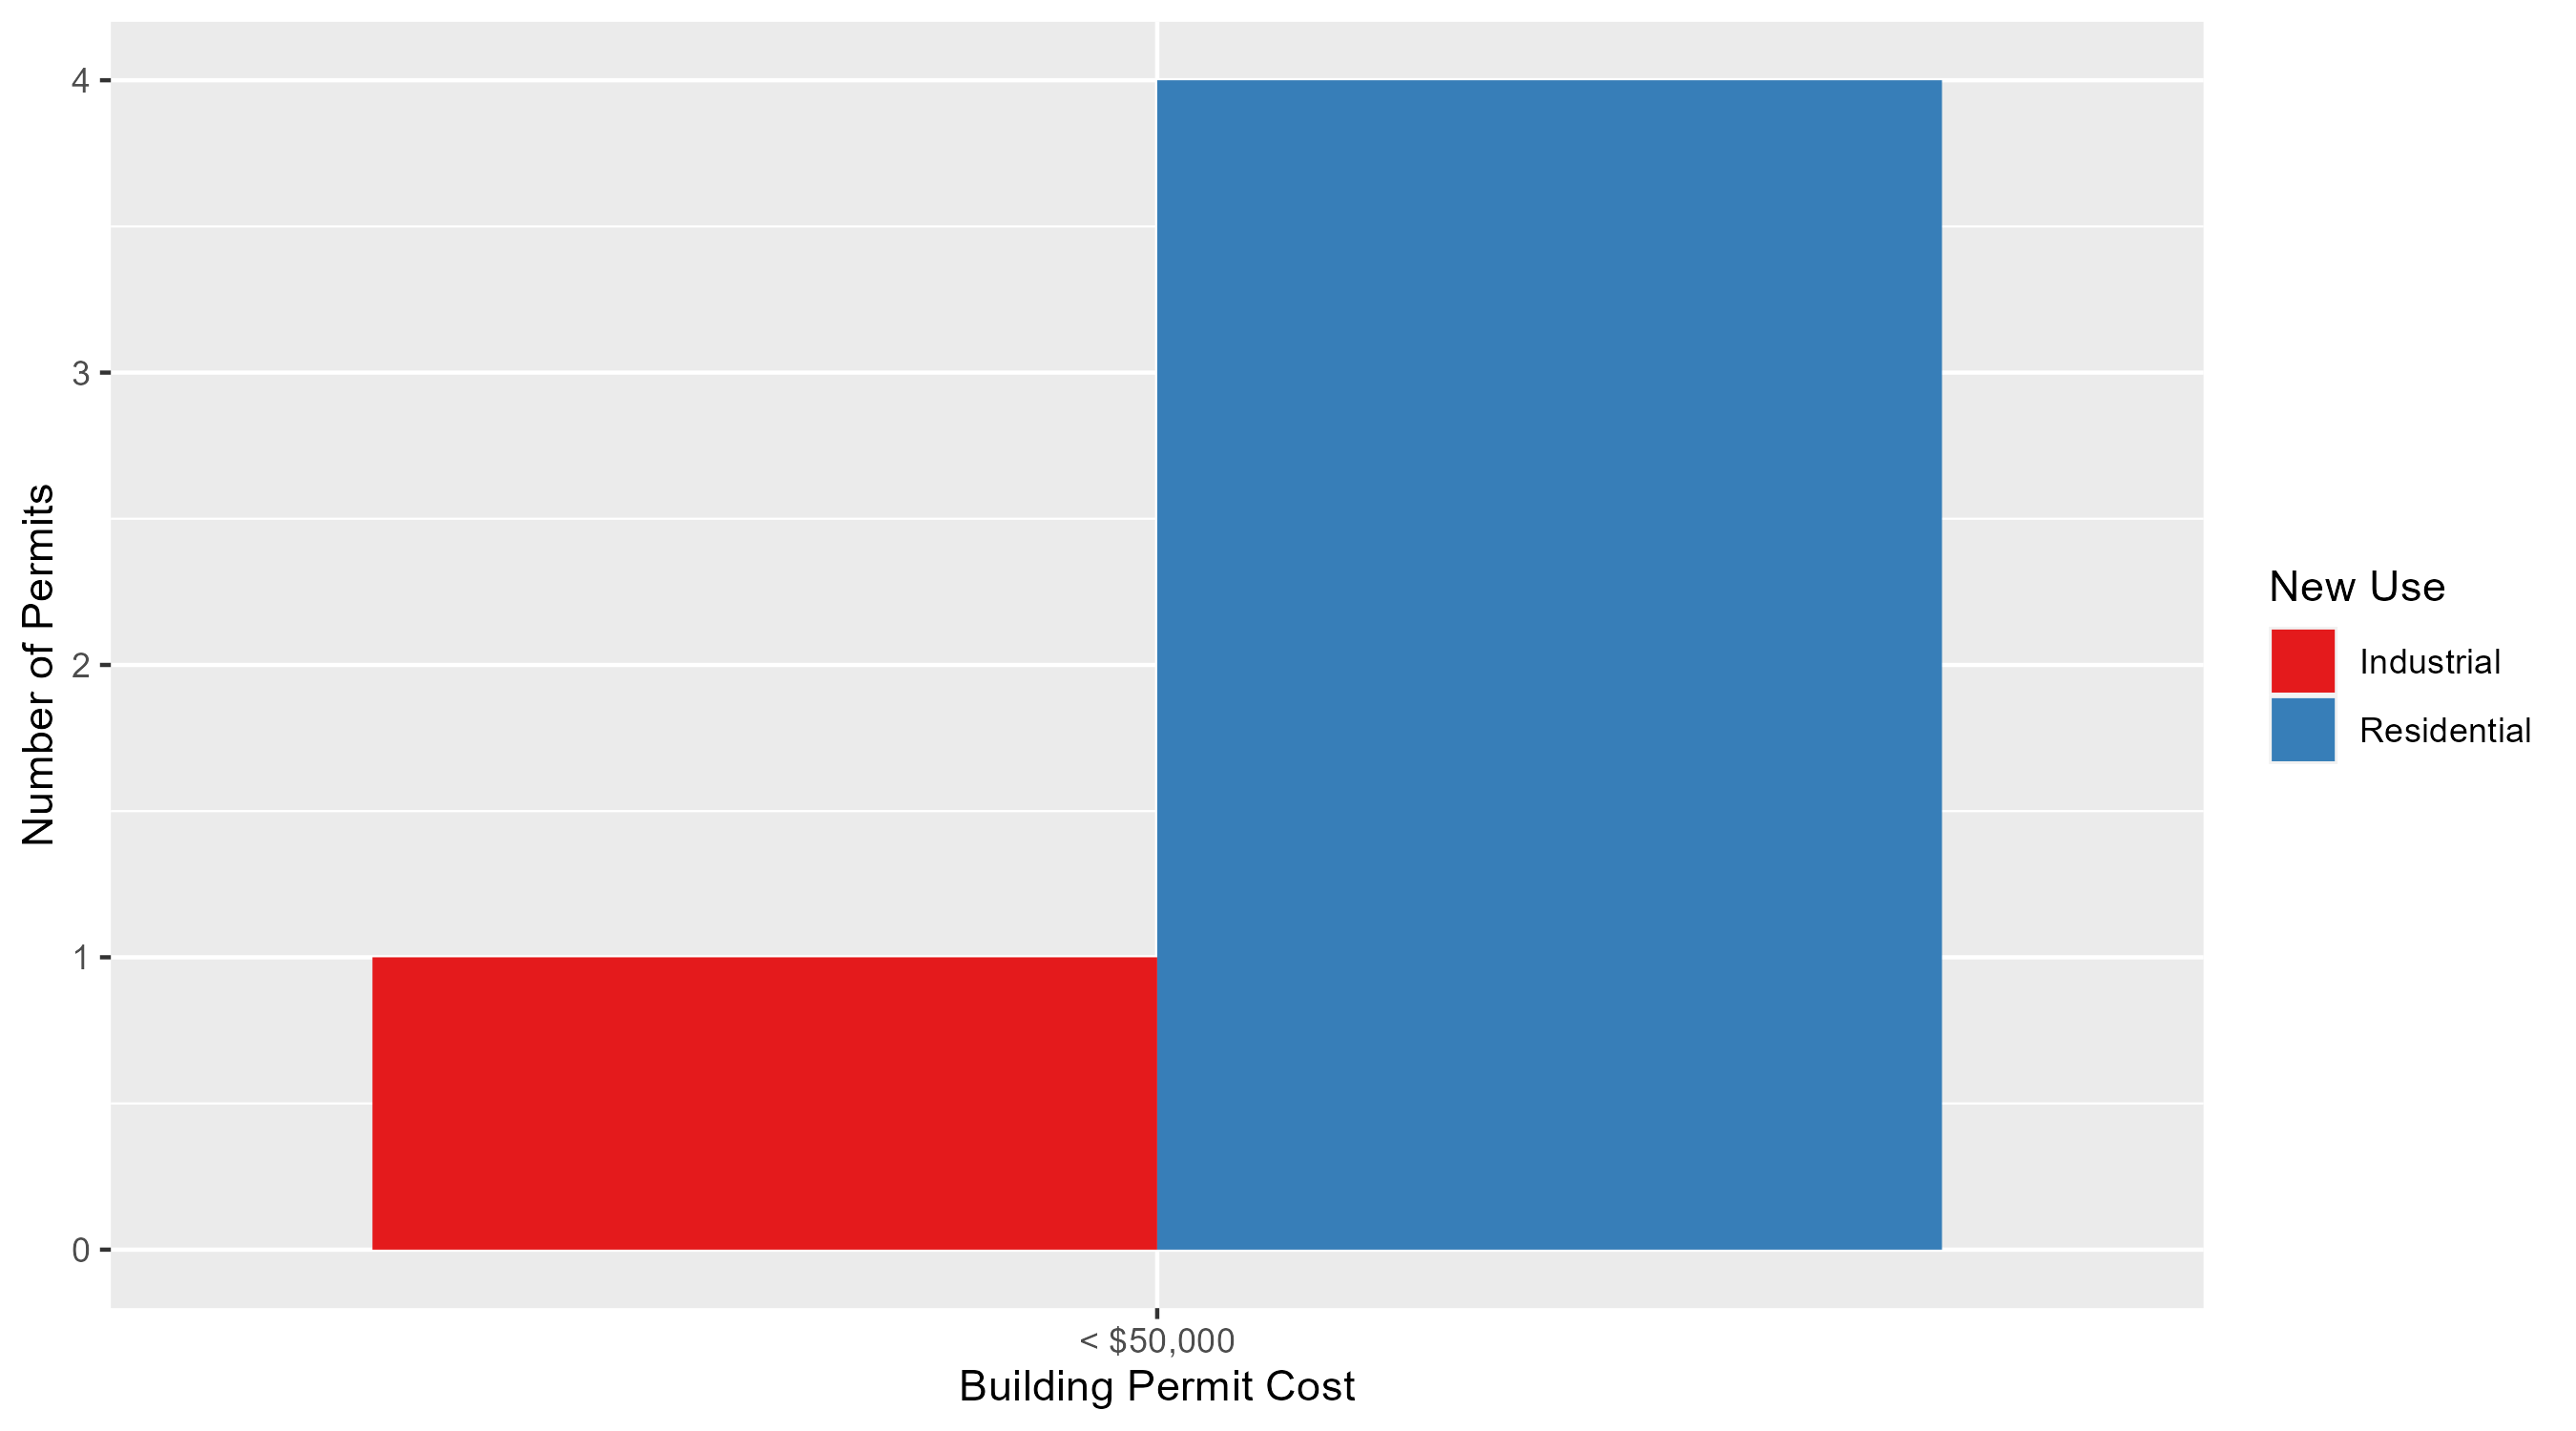 4
3
2
1
0
Number of Permits
< $50,000
Building Permit Cost
New Use
Industrial
Residential